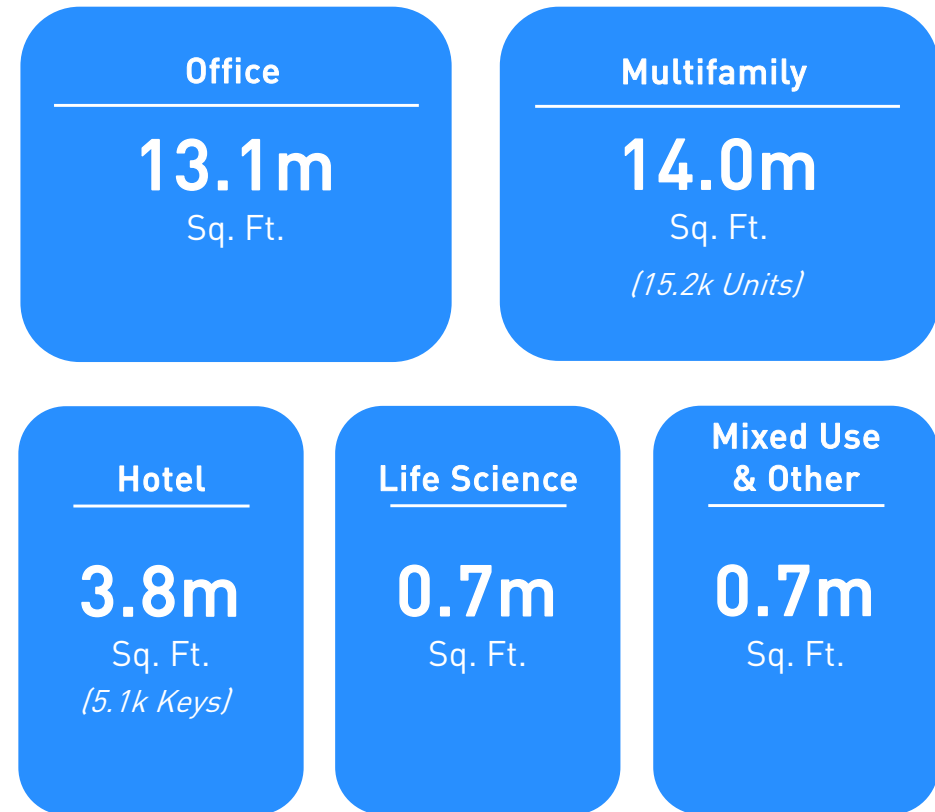 Office
13.1m
Sq. Ft.
Multifamily
14.0m
Sq. Ft.
(15.2k Units)
Hotel
3.8m
Sq. Ft.
(5.1k Keys)
Life Science
0.7m
Sq. Ft.
Mixed Use
& Other
0.7m
Sq. Ft.